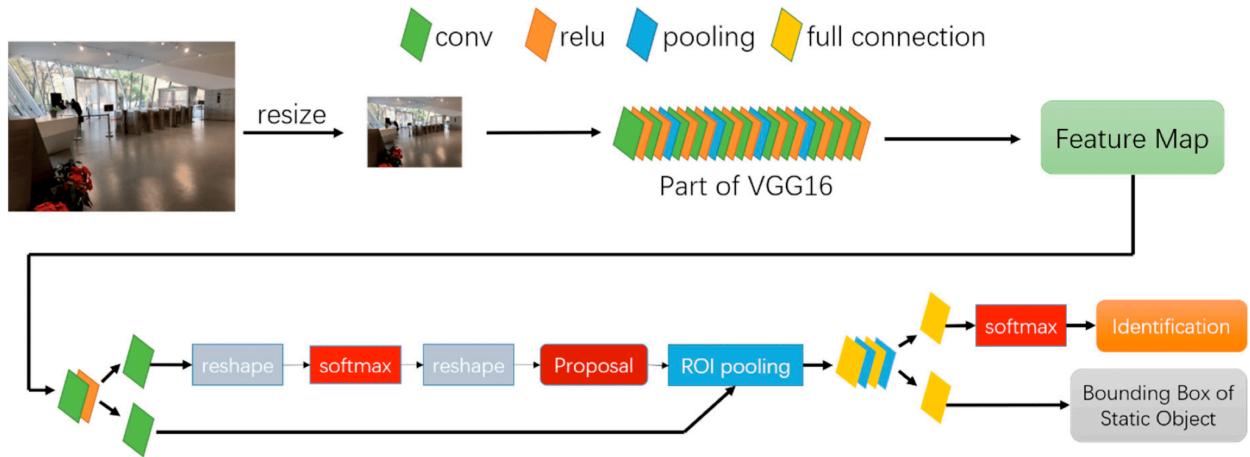 conv
relu
pooling
full connection
resize
Part of VGG16
Feature Map
reshape
softmax
reshape
Proposal
ROI pooling
softmax
Identification
Bounding Box of
Static Object